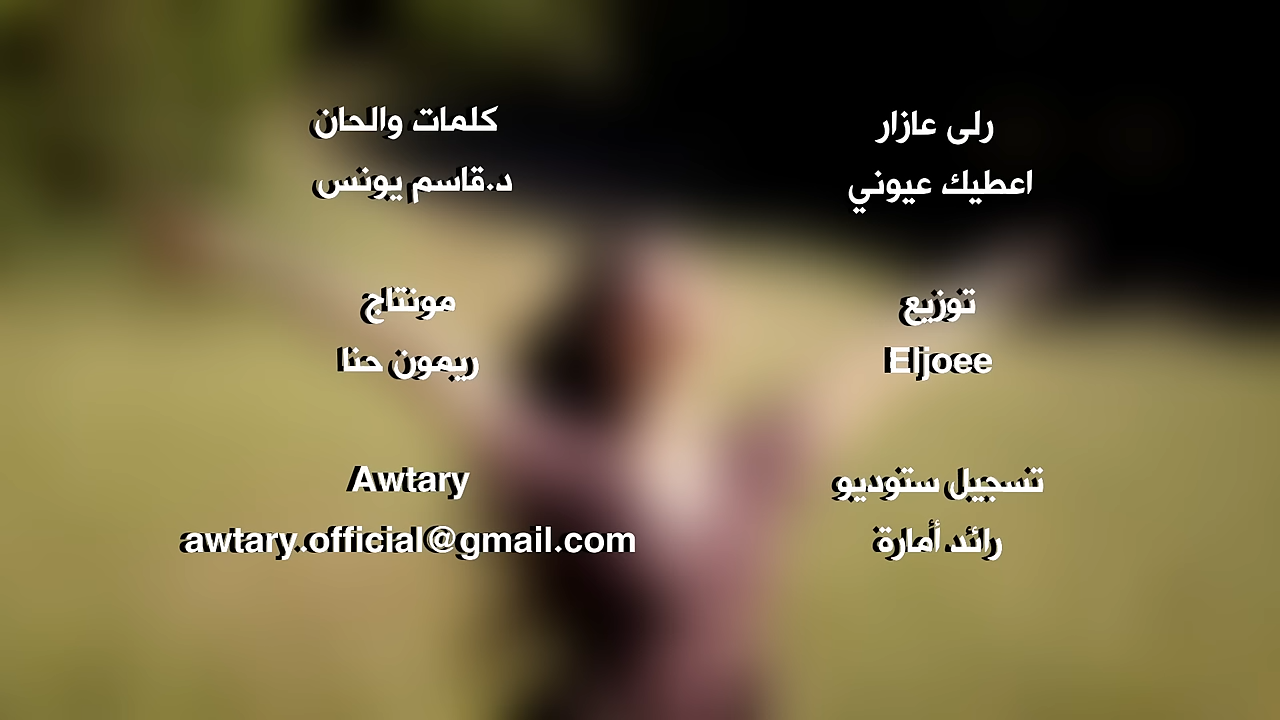 رلى عازار
اعطيك عيوني
كلمات والحان
د.قاسم يونس
توزيع
Eljoee
مونتاج
ريمون حنا
تسجيل ستوديو
رائد أمارة
Awtary
awtary.official@gmail.com